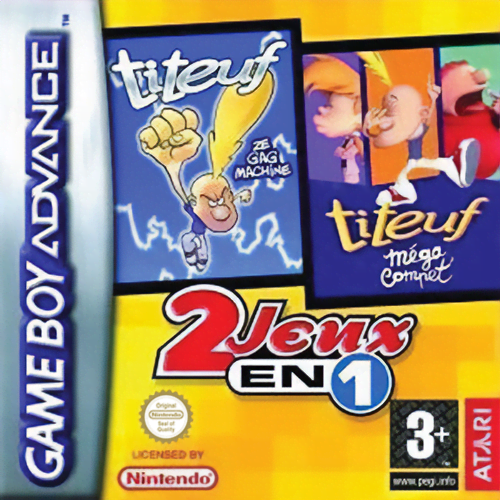 GAME BOY ADVANCE
TM
titeuf
ZE
GAG
MACHINE
titeuf
méga
compet'
2 Jeux
EN 1
Original
Nintendo
Seal of
Quality
LICENSED BY
Nintendo
3+
www.pegi.info
ATARI